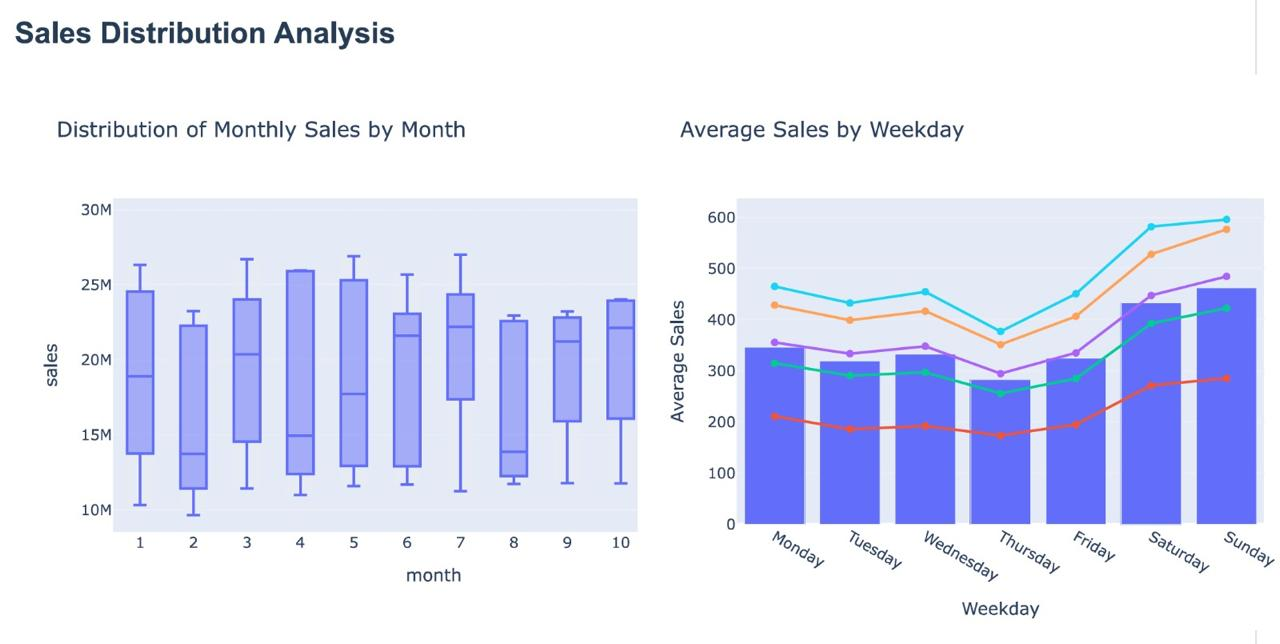 Sales Distribution Analysis
Distribution of Monthly Sales by Month
30M
25M
20M
15M
10M
sales
1 2 3 4 5 6 7 8 9 10
month
Average Sales by Weekday
600
500
400
300
200
100
0
Average Sales
Monday Tuesday Wednesday Thursday Friday Saturday Sunday
Weekday